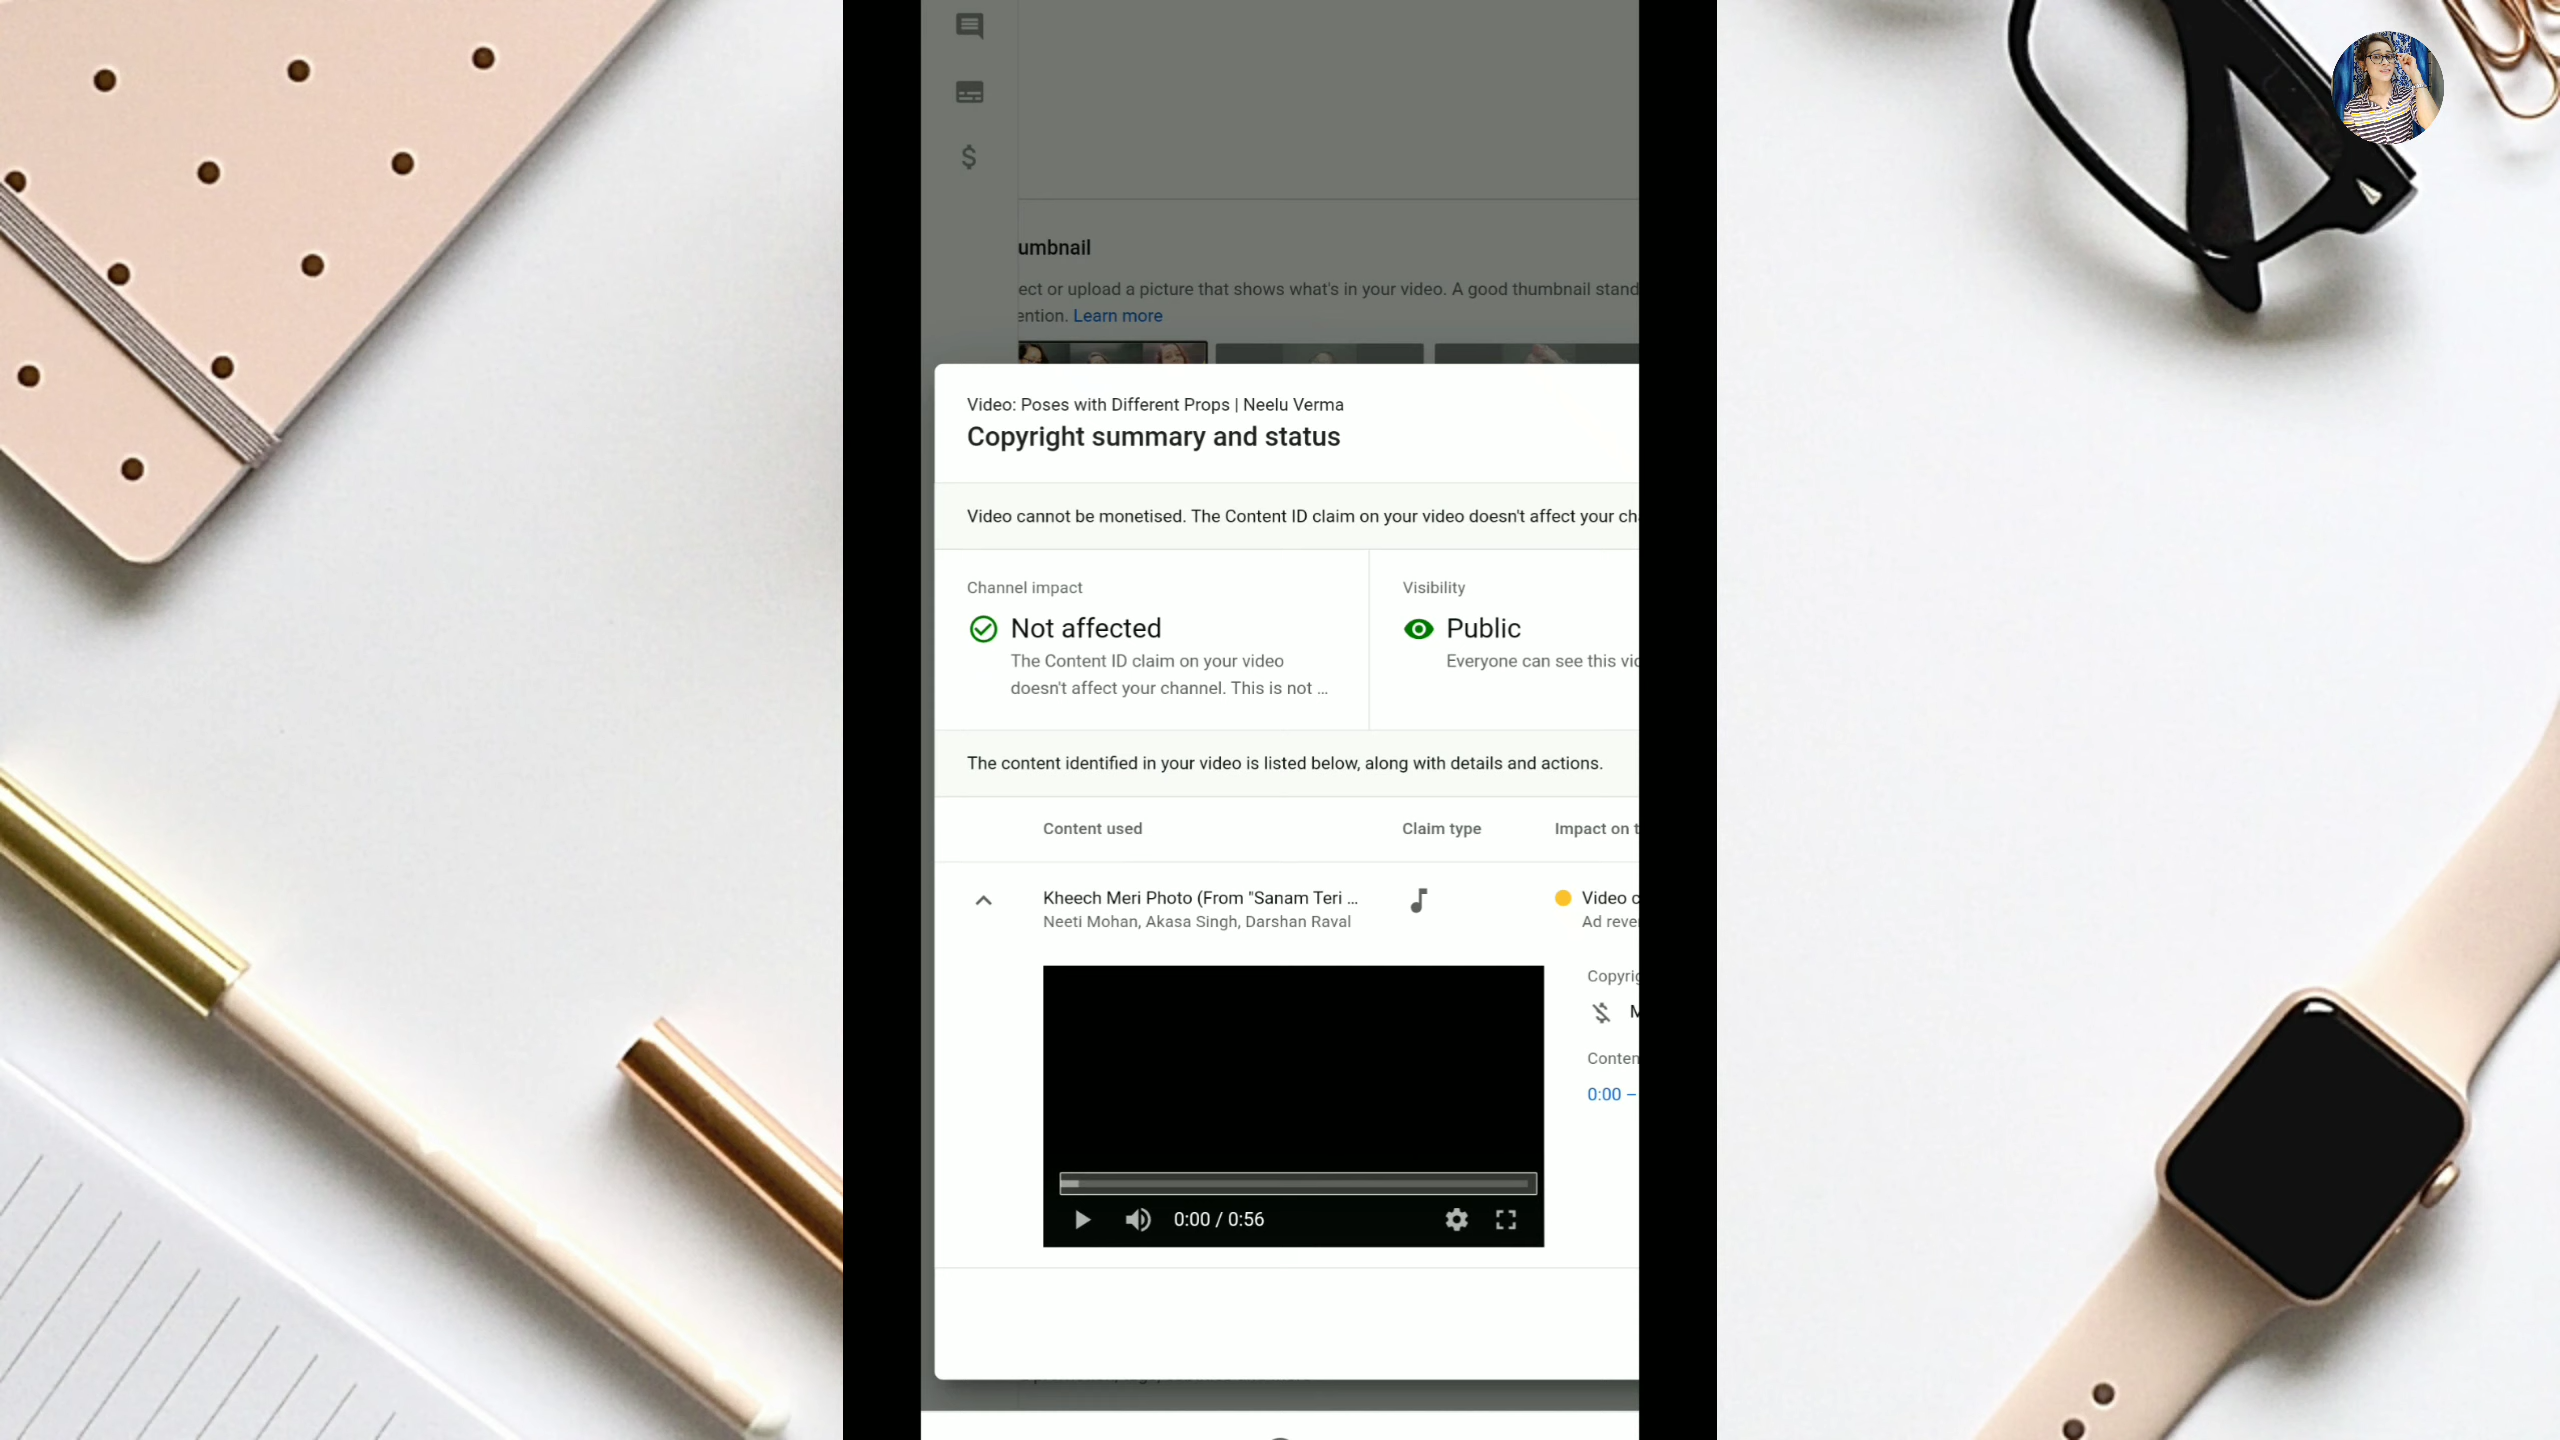 umbnail
ect or upload a picture that shows what's in your video. A good thumbnail stand
ention. Learn more
Video: Poses with Different Props | Neelu Verma
Copyright summary and status
Video cannot be monetised. The Content ID claim on your video doesn't affect your ch
Channel impact
Visibility
Not affected
Public
The Content ID claim on your video
Everyone can see this vid
doesn't affect your channel. This is not ...
The content identified in your video is listed below, along with details and actions.
Content used
Claim type
Impact on t
Kheech Meri Photo (From "Sanam Teri ...
Video c
Neeti Mohan, Akasa Singh, Darshan Raval
Ad reve
Copyrig
M
Conten
0:00 –
0:00 / 0:56